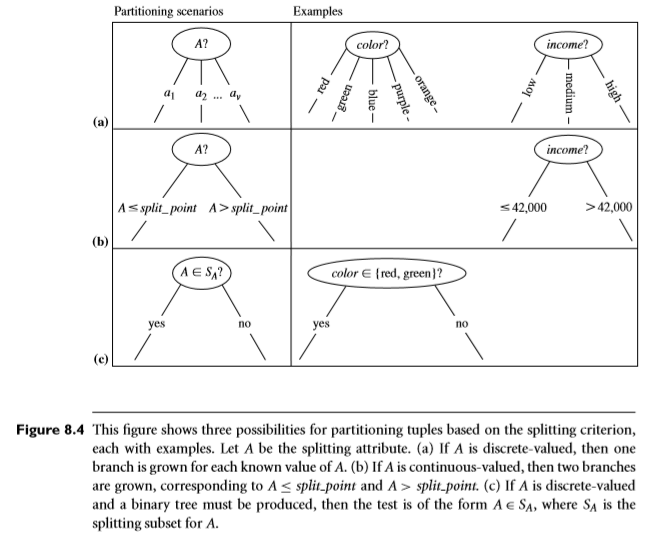 Partitioning scenarios Examples
A? color? income?
a1 a2 ... av red green blue purple orange low medium high
(a)
A? income?
A ≤ split_point A > split_point ≤ 42,000 > 42,000
(b)
A ∈ SA? color ∈ {red, green}?
yes no yes no
(c)
Figure 8.4 This figure shows three possibilities for partitioning tuples based on the splitting criterion,
each with examples. Let A be the splitting attribute. (a) If A is discrete-valued, then one
branch is grown for each known value of A. (b) If A is continuous-valued, then two branches
are grown, corresponding to A ≤ split_point and A > split_point. (c) If A is discrete-valued
and a binary tree must be produced, then the test is of the form A ∈ SA, where SA is the
splitting subset for A.